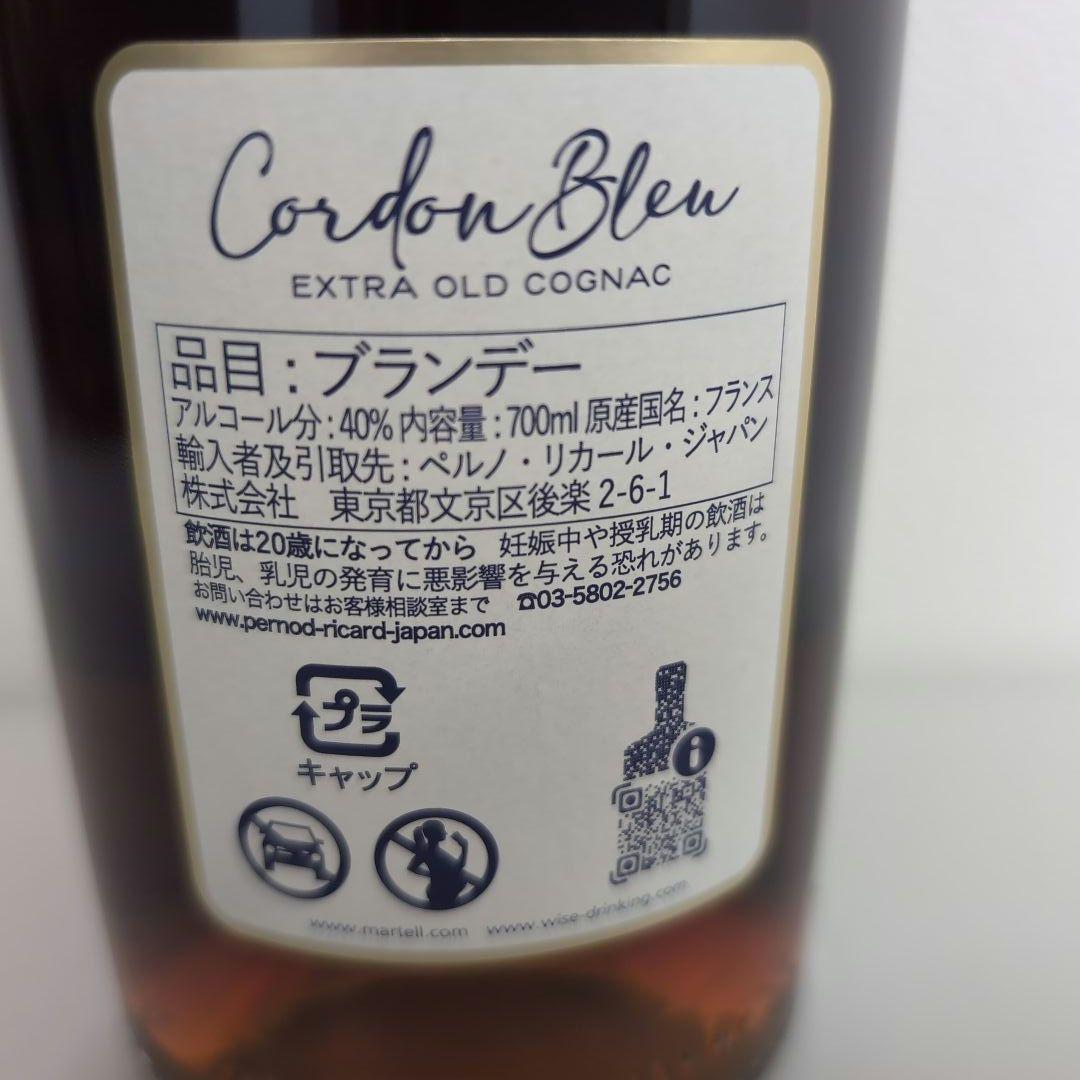 Cordon Bleu
EXTRA OLD COGNAC
品目:ブランデー
アルコール分:40% 内容量:700ml 原産国名:フランス
輸入者及引取先:ペルノ・リカール・ジャパン
株式会社 東京都文京区後楽 2-6-1
飲酒は20歳になってから 妊娠中や授乳期の飲酒は
胎児、乳児の発育に悪影響を与える恐れがあります。
お問い合わせはお客様相談室まで ☎03-5802-2756
www.pernod-ricard-japan.com
プラ
キャップ
i
www.martell.com www.wise-drinking.com